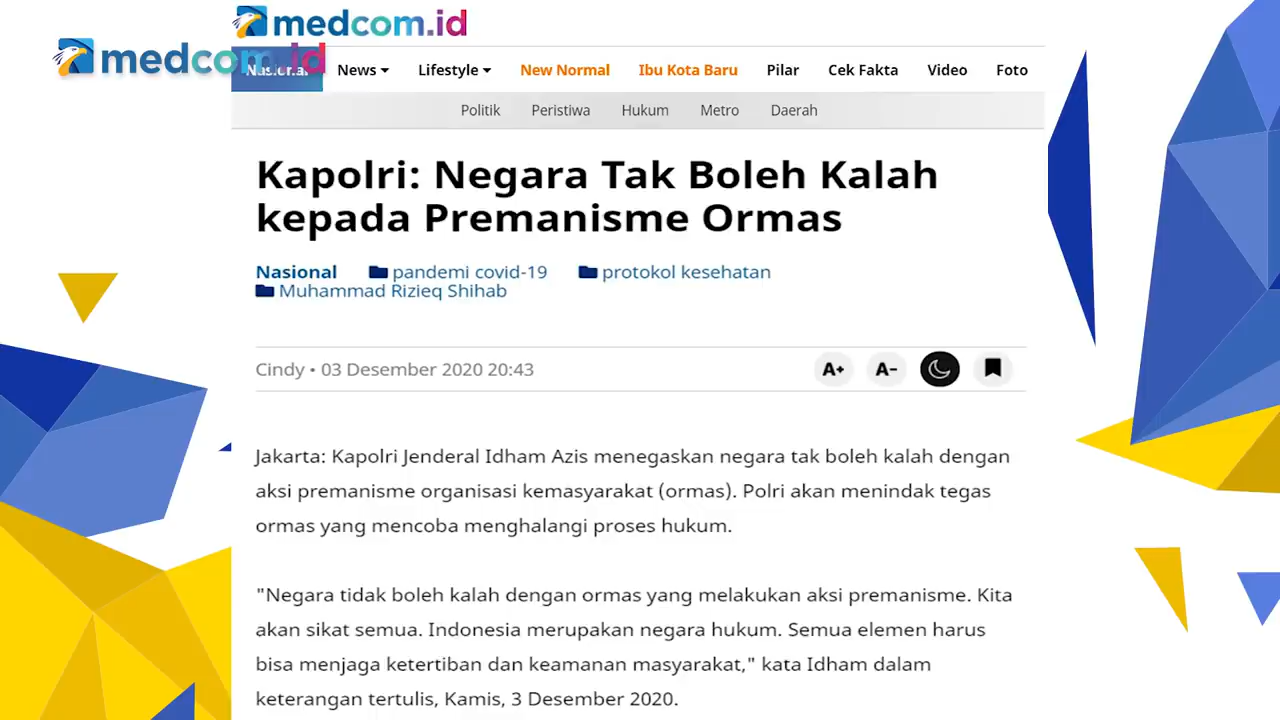 medcom.id
medcom.id
Nasional News Lifestyle New Normal Ibu Kota Baru Pilar Cek Fakta Video Foto
Politik Peristiwa Hukum Metro Daerah
Kapolri: Negara Tak Boleh Kalah
kepada Premanisme Ormas
Nasional pandemi covid-19 protokol kesehatan
Muhammad Rizieq Shihab
Cindy • 03 Desember 2020 20:43 A+ A-
Jakarta: Kapolri Jenderal Idham Azis menegaskan negara tak boleh kalah dengan
aksi premanisme organisasi kemasyarakat (ormas). Polri akan menindak tegas
ormas yang mencoba menghalangi proses hukum.
"Negara tidak boleh kalah dengan ormas yang melakukan aksi premanisme. Kita
akan sikat semua. Indonesia merupakan negara hukum. Semua elemen harus
bisa menjaga ketertiban dan keamanan masyarakat," kata Idham dalam
keterangan tertulis, Kamis, 3 Desember 2020.